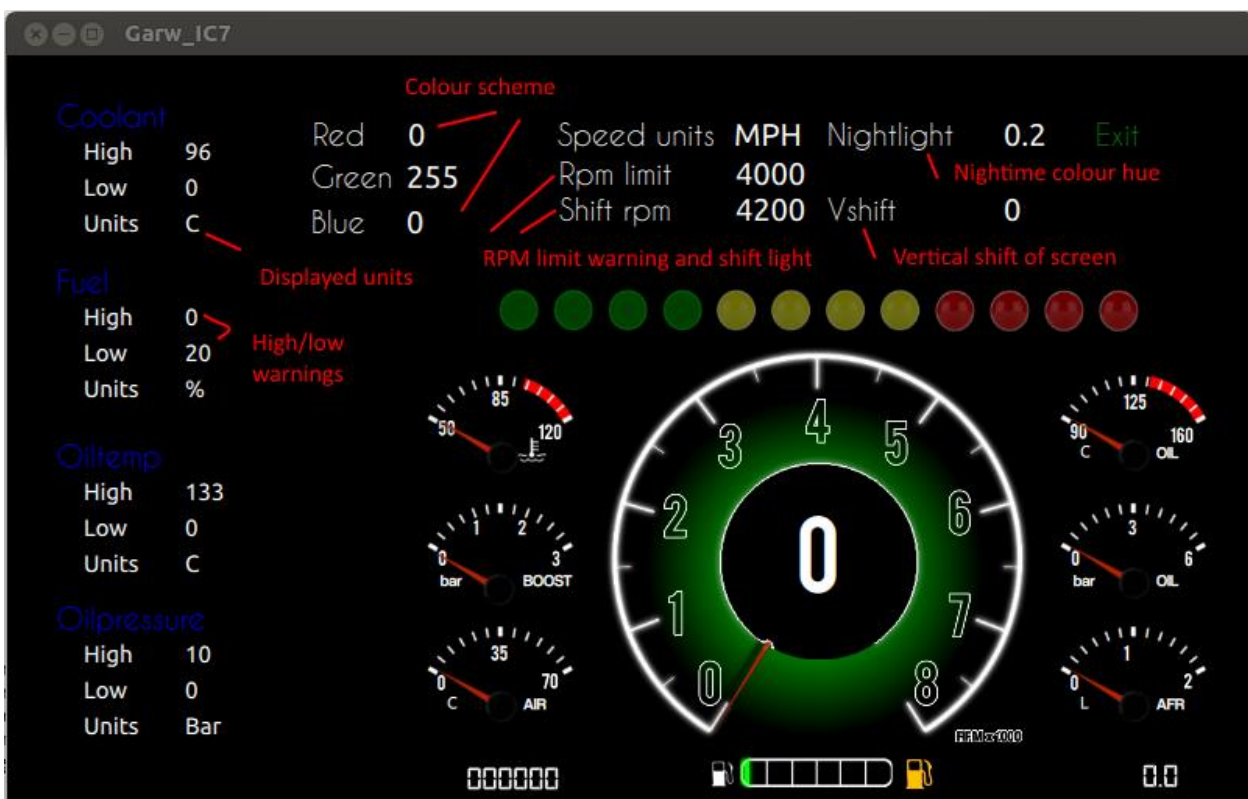 Garw_IC7
Colour scheme
Coolant
High 96
Low 0
Units C
Displayed units
Red 0
Green 255
Blue 0
Speed units MPH
Rpm limit 4000
Shift rpm 4200
RPM limit warning and shift light
Nightlight 0.2
Exit
Nightime colour hue
Vshift 0
Vertical shift of screen
Fuel
High 0
Low 20
Units %
High/low
warnings
Oiltemp
High 133
Low 0
Units C
Oilpressure
High 10
Low 0
Units Bar
50 85 120
0 1 2 3
bar BOOST
0 35 70
C AIR
0 1 2 3 4 5 6 7 8
0
RPM x 1000
90 125 160
C OIL
0 3 6
bar OIL
0 1 2
L AFR
000000
0.0